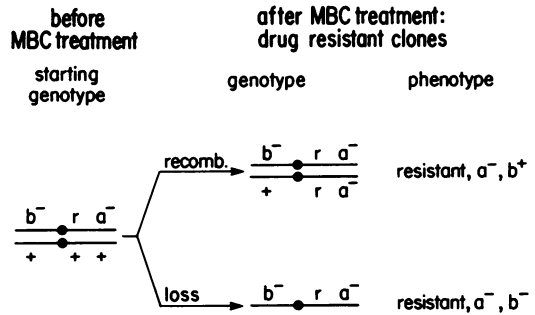 before
MBC treatment
after MBC treatment:
drug resistant clones
starting
genotype
genotype
phenotype
recomb.
b⁻ r a⁻
+ r a⁻
resistant, a⁻, b⁺
b⁻ r a⁻
+ + +
loss
b⁻ r a⁻
resistant, a⁻, b⁻